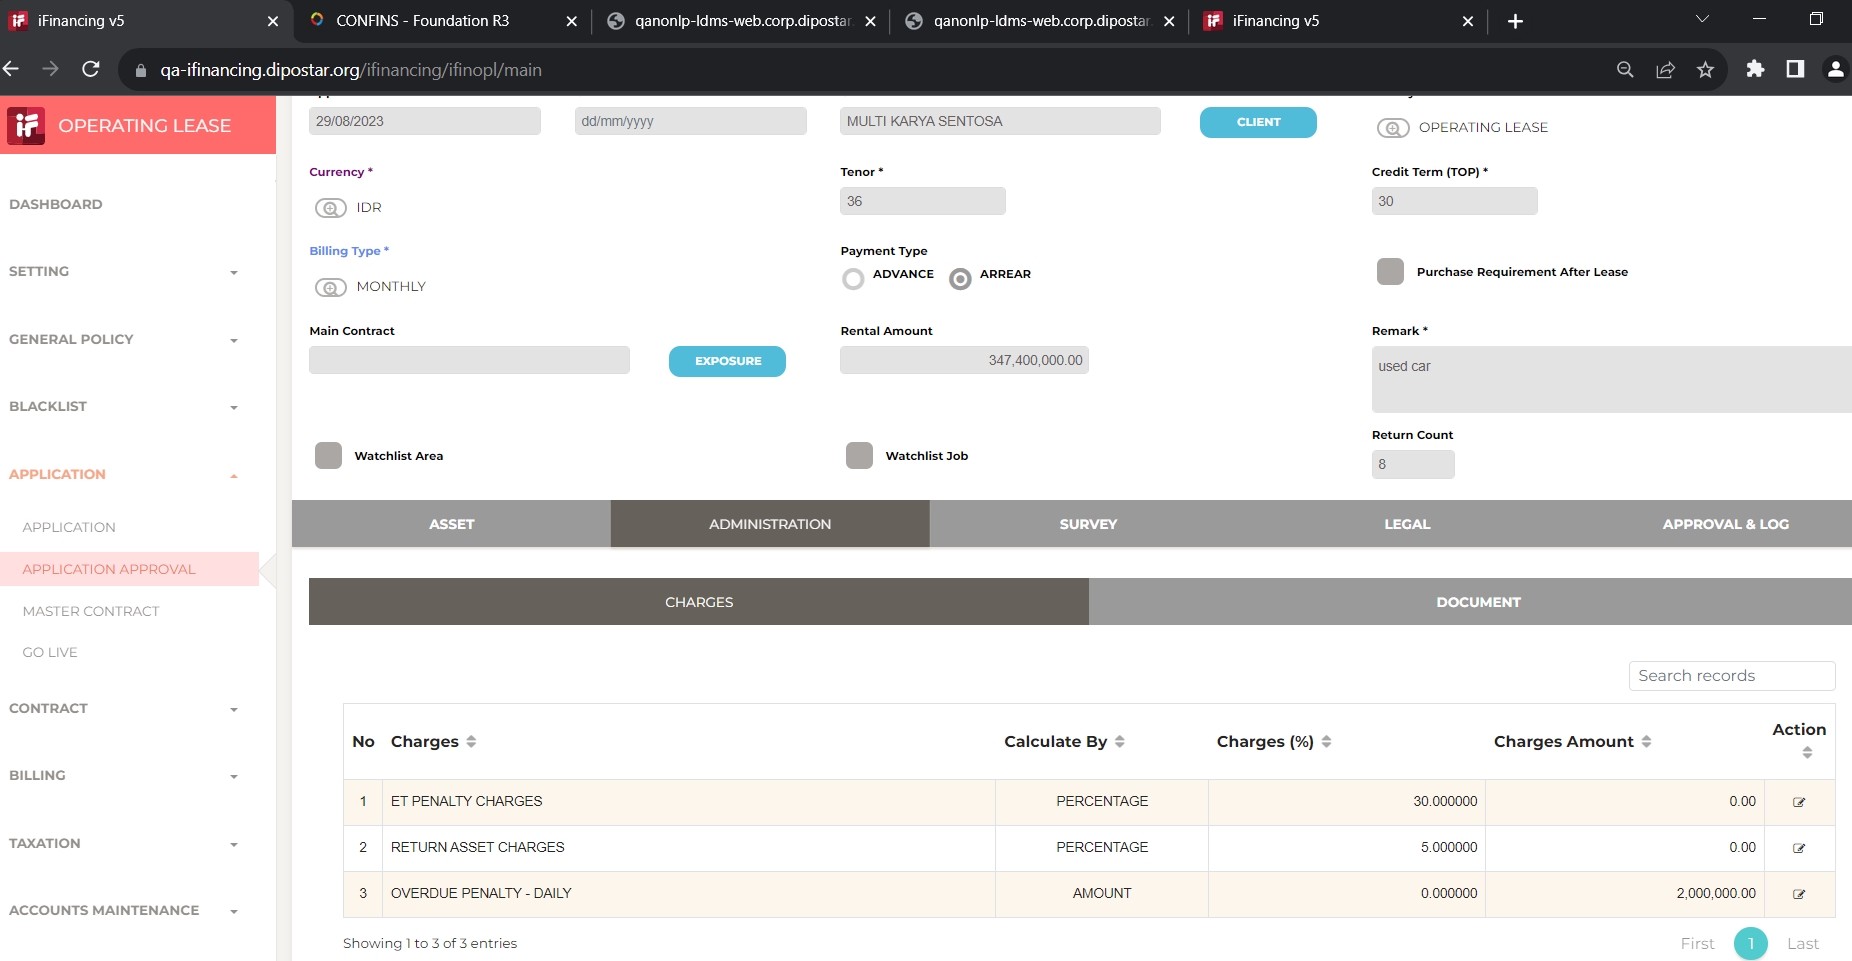 iFinancing v5
CONFINS - Foundation R3
qanonlp-ldms-web.corp.dipostar.
qanonlp-ldms-web.corp.dipostar.
iFinancing v5
qa-ifinancing.dipostar.org/ifinancing/ifinopl/main
iF OPERATING LEASE
29/08/2023
dd/mm/yyyy
MULTI KARYA SENTOSA
CLIENT
OPERATING LEASE
Currency *
Tenor *
Credit Term (TOP) *
IDR
36
30
Billing Type *
Payment Type
MONTHLY
ADVANCE
ARREAR
Purchase Requirement After Lease
Main Contract
Rental Amount
Remark *
EXPOSURE
347,400,000.00
used car
Return Count
8
Watchlist Area
Watchlist Job
DASHBOARD
SETTING
GENERAL POLICY
BLACKLIST
APPLICATION
APPLICATION
APPLICATION APPROVAL
MASTER CONTRACT
GO LIVE
CONTRACT
BILLING
TAXATION
ACCOUNTS MAINTENANCE
ASSET
ADMINISTRATION
SURVEY
LEGAL
APPROVAL & LOG
CHARGES
DOCUMENT
Search records
No Charges Calculate By Charges (%) Charges Amount Action
1 ET PENALTY CHARGES PERCENTAGE 30.000000 0.00
2 RETURN ASSET CHARGES PERCENTAGE 5.000000 0.00
3 OVERDUE PENALTY - DAILY AMOUNT 0.000000 2,000,000.00
Showing 1 to 3 of 3 entries
First 1 Last